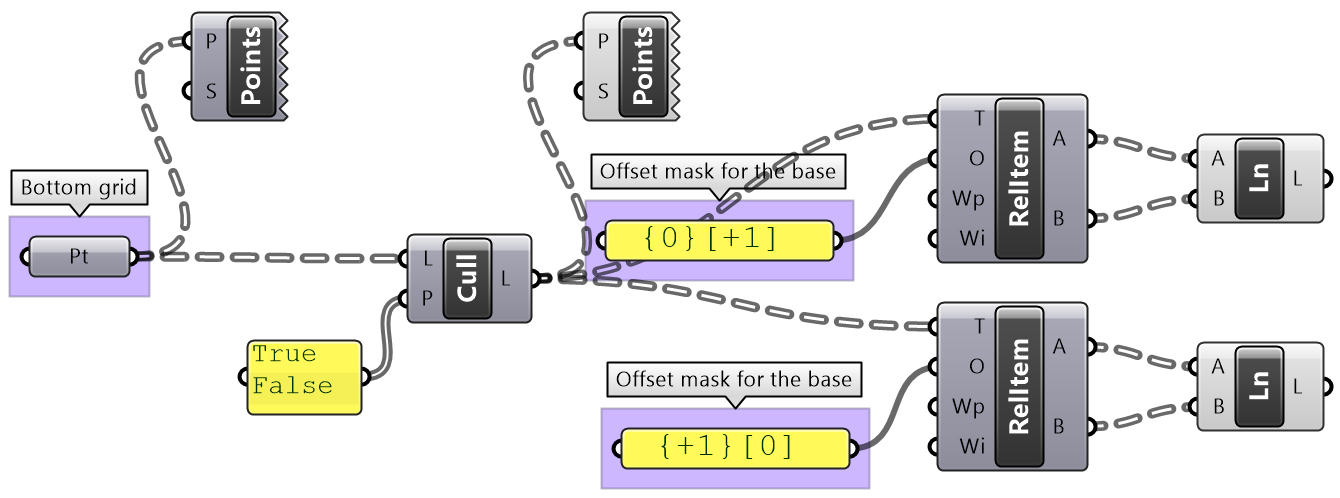 P
S
Points
P
S
Points
Bottom grid
Pt
L
P
Cull
L
True
False
Offset mask for the base
{0}[+1]
T
O
Wp
Wi
RelItem
A
B
A
B
Ln
L
Offset mask for the base
{+1}[0]
T
O
Wp
Wi
RelItem
A
B
A
B
Ln
L